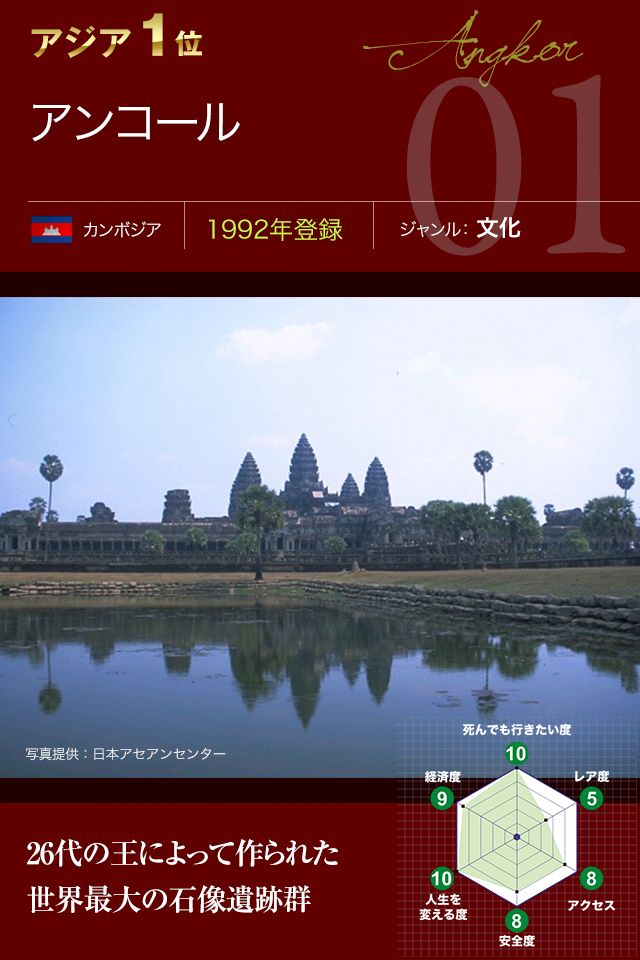 アジア1位
Angkor
01
アンコール
カンボジア
1992年登録
ジャンル：文化
写真提供：日本アセアンセンター
死んでも行きたい度
10
経済度
9
レア度
5
10
人生を
変える度
8
アクセス
8
安全度
26代の王によって作られた
世界最大の石像遺跡群